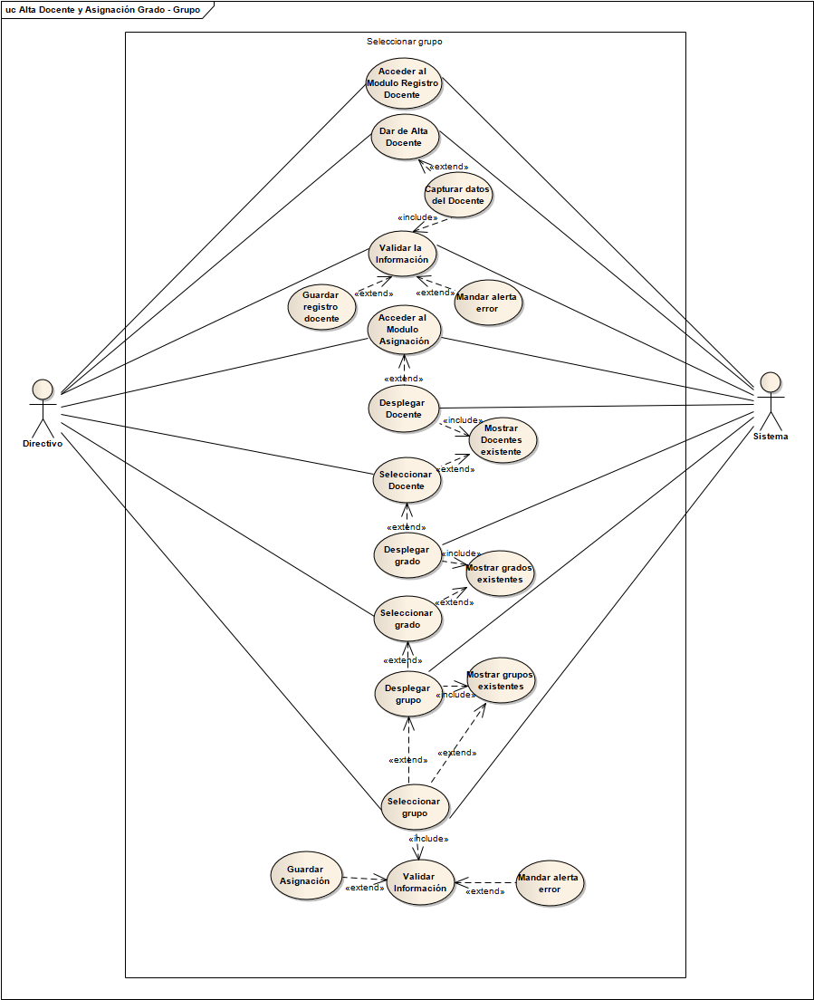 uc Alta Docente y Asignación Grado - Grupo
Seleccionar grupo
Acceder al
Modulo Registro
Docente
Dar de Alta
Docente
«extend»
Capturar datos
del Docente
«include»
Validar la
Información
«extend»
«extend»
Guardar
registro
docente
Mandar alerta
error
Acceder al
Modulo
Asignación
«extend»
Desplegar
Docente
«include»
Mostrar
Docentes
existente
Seleccionar
Docente
«extend»
«extend»
Desplegar
grado
«include»
Mostrar grados
existentes
«extend»
Seleccionar
grado
«extend»
Desplegar
grupo
«include»
Mostrar grupos
existentes
«extend»
«extend»
Seleccionar
grupo
«include»
Guardar
Asignación
«extend»
Validar
Información
«extend»
Mandar alerta
error
Directivo
Sistema